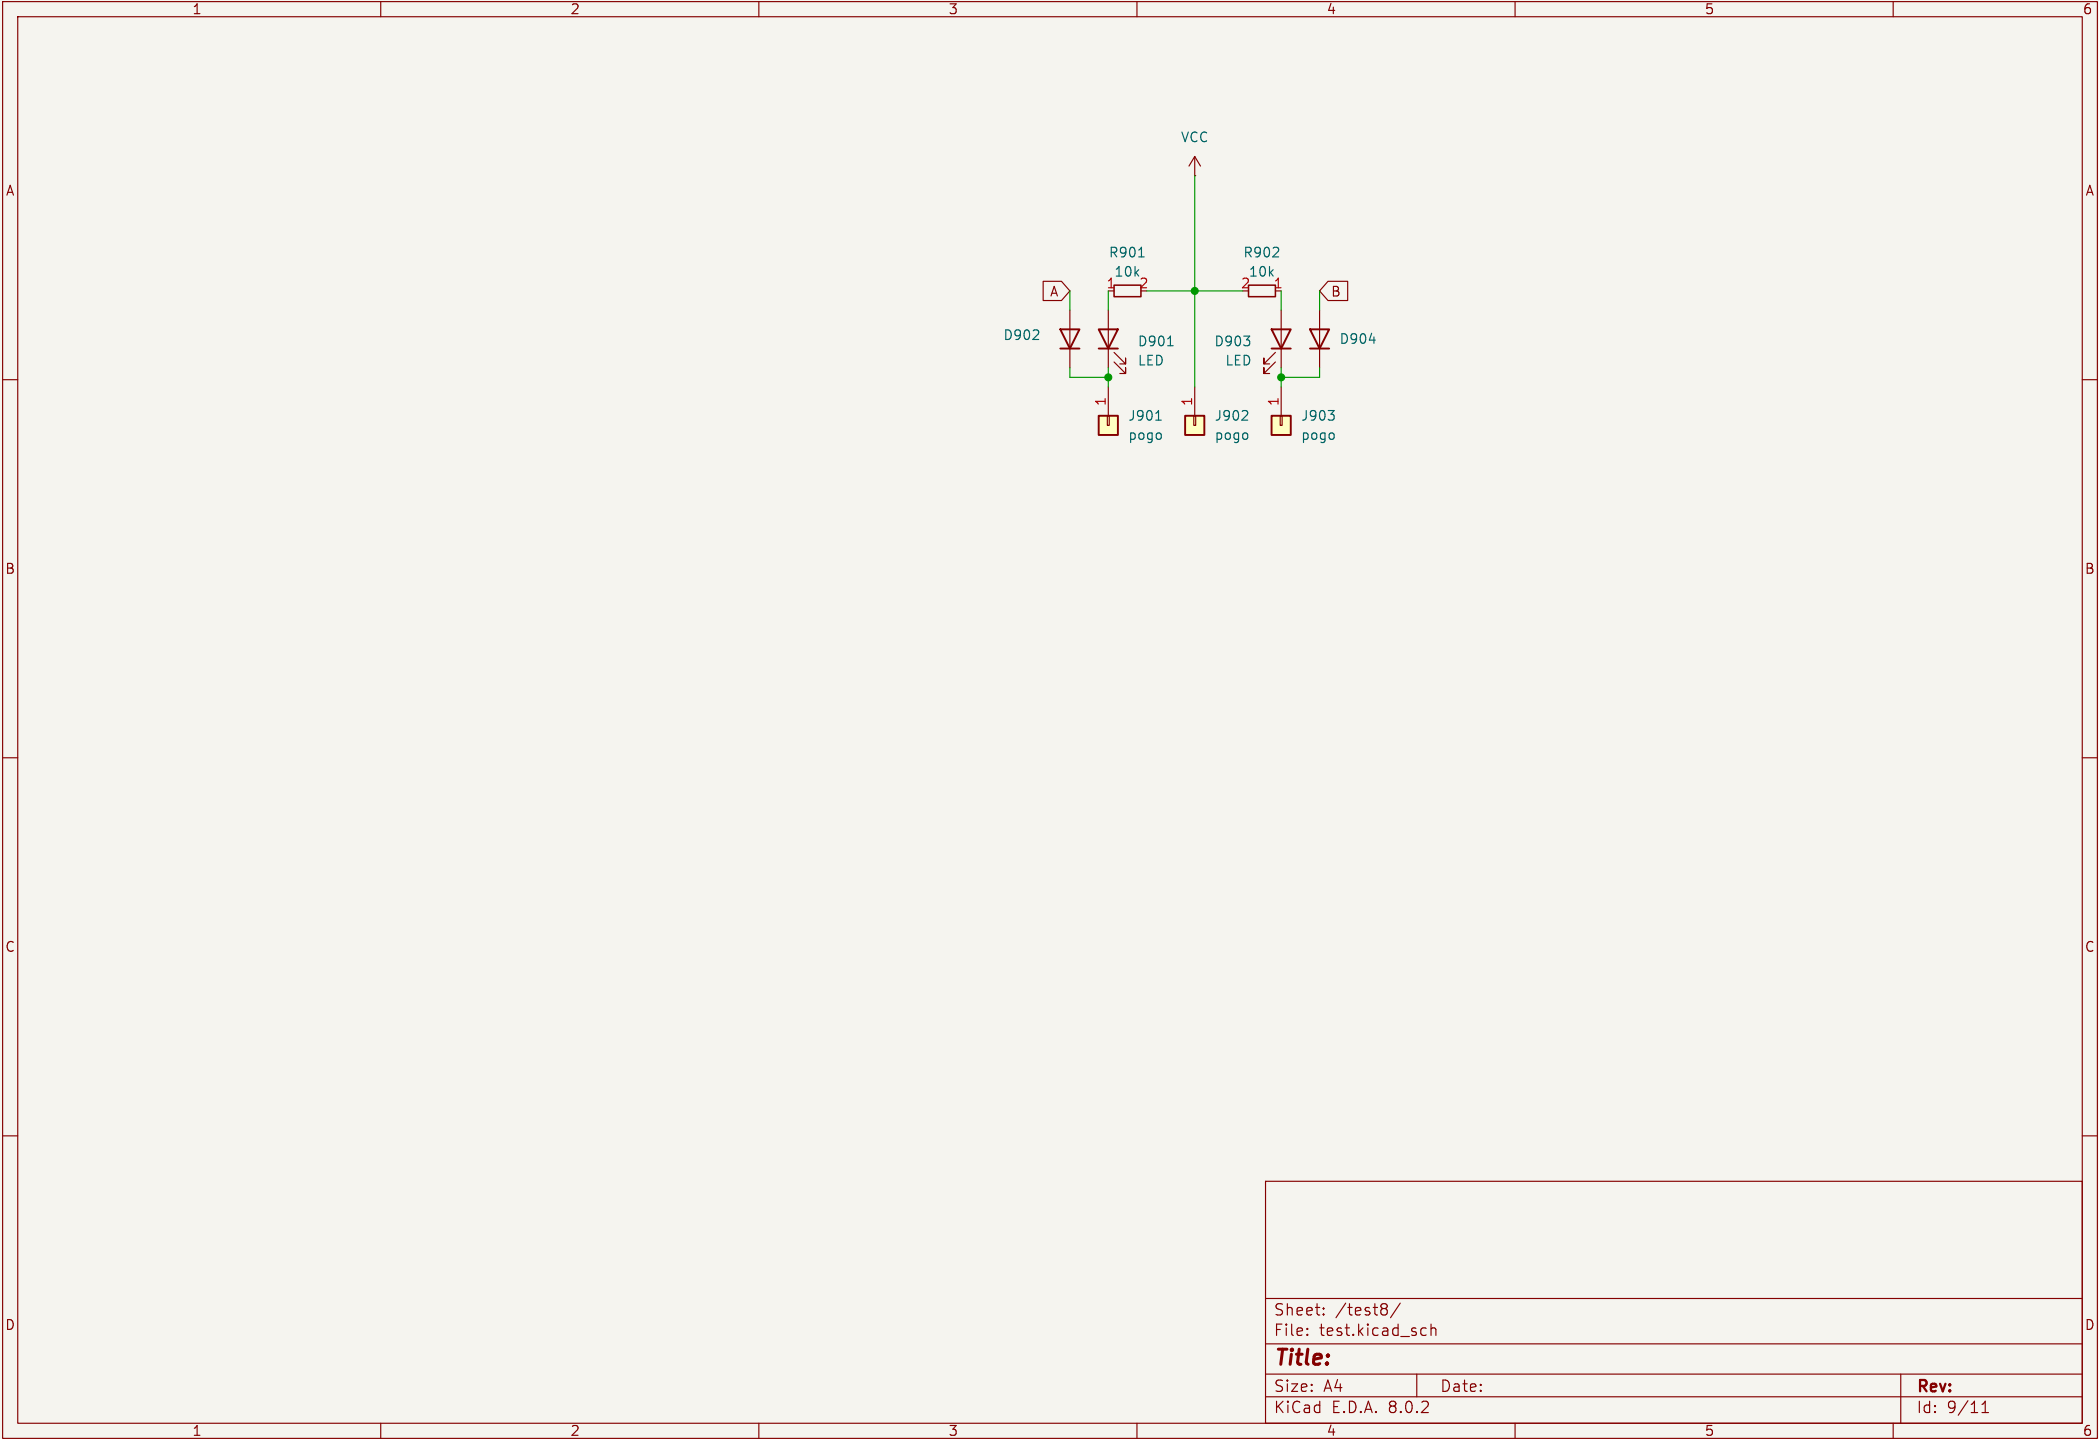 1 2 3 4 5 6
VCC
A A
R901 R902
10k 10k
1 2 2 1
A B
D902 D901 D903 D904
LED LED
1 1 1
J901 J902 J903
pogo pogo pogo
B B
C C
Sheet: /test8/
File: test.kicad_sch
D D
Title:
Size: A4 Date: Rev:
KiCad E.D.A. 8.0.2 Id: 9/11
1 2 3 4 5 6